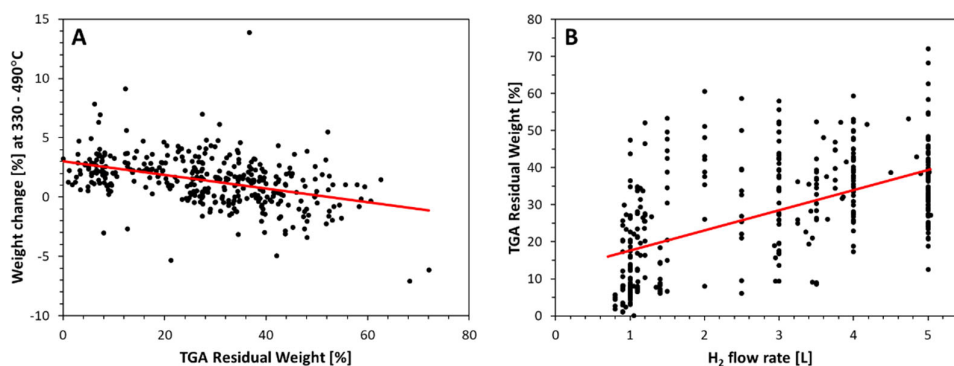 A
Weight change [%] at 330 - 490°C
15
10
5
0
-5
-10
0 20 40 60 80
TGA Residual Weight [%]
B
TGA Residual Weight [%]
80
70
60
50
40
30
20
10
0
0 1 2 3 4 5
H₂ flow rate [L]